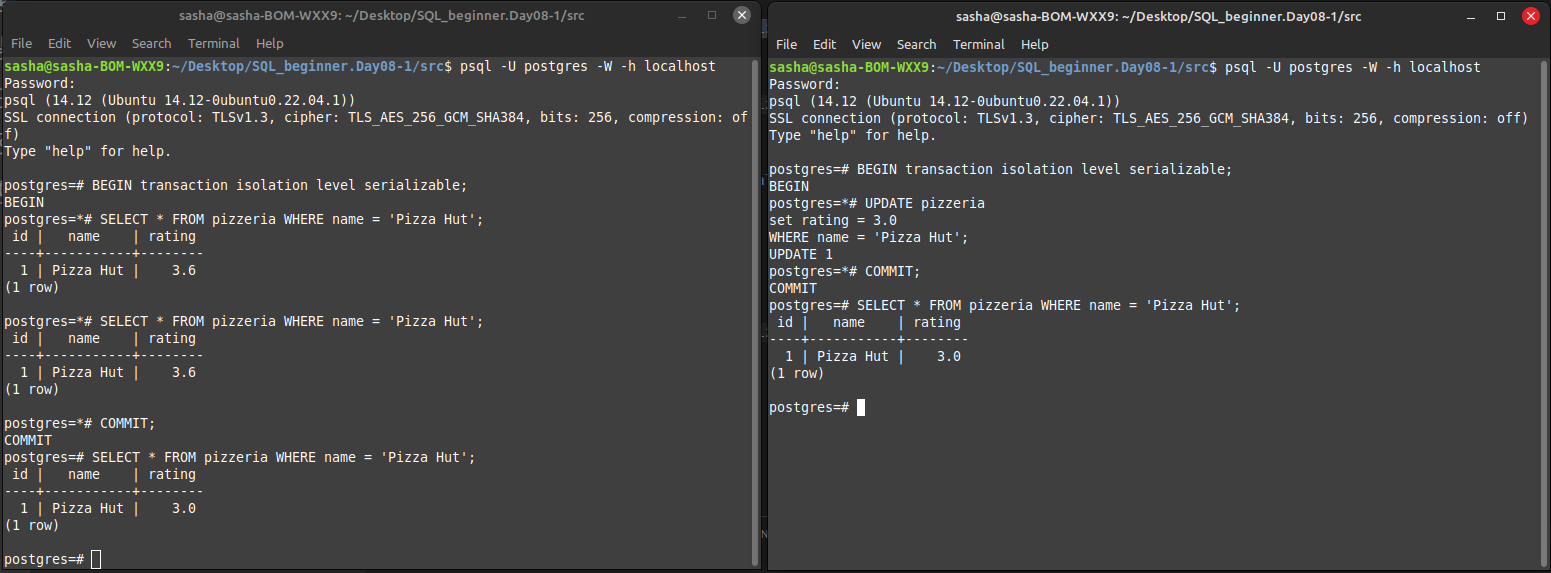 sasha@sasha-BOM-WXX9: ~/Desktop/SQL_beginner.Day08-1/src
File Edit View Search Terminal Help
sasha@sasha-BOM-WXX9:~/Desktop/SQL_beginner.Day08-1/src$ psql -U postgres -W -h localhost
Password:
psql (14.12 (Ubuntu 14.12-0ubuntu0.22.04.1))
SSL connection (protocol: TLSv1.3, cipher: TLS_AES_256_GCM_SHA384, bits: 256, compression: of
f)
Type "help" for help.
postgres=# BEGIN transaction isolation level serializable;
BEGIN
postgres=*# SELECT * FROM pizzeria WHERE name = 'Pizza Hut';
 id |   name    | rating
----+-----------+--------
  1 | Pizza Hut |    3.6
(1 row)
postgres=*# SELECT * FROM pizzeria WHERE name = 'Pizza Hut';
 id |   name    | rating
----+-----------+--------
  1 | Pizza Hut |    3.6
(1 row)
postgres=*# COMMIT;
COMMIT
postgres=# SELECT * FROM pizzeria WHERE name = 'Pizza Hut';
 id |   name    | rating
----+-----------+--------
  1 | Pizza Hut |    3.0
(1 row)
postgres=#
sasha@sasha-BOM-WXX9: ~/Desktop/SQL_beginner.Day08-1/src
File Edit View Search Terminal Help
sasha@sasha-BOM-WXX9:~/Desktop/SQL_beginner.Day08-1/src$ psql -U postgres -W -h localhost
Password:
psql (14.12 (Ubuntu 14.12-0ubuntu0.22.04.1))
SSL connection (protocol: TLSv1.3, cipher: TLS_AES_256_GCM_SHA384, bits: 256, compression: off)
Type "help" for help.
postgres=# BEGIN transaction isolation level serializable;
BEGIN
postgres=*# UPDATE pizzeria
set rating = 3.0
WHERE name = 'Pizza Hut';
UPDATE 1
postgres=*# COMMIT;
COMMIT
postgres=# SELECT * FROM pizzeria WHERE name = 'Pizza Hut';
 id |   name    | rating
----+-----------+--------
  1 | Pizza Hut |    3.0
(1 row)
postgres=#